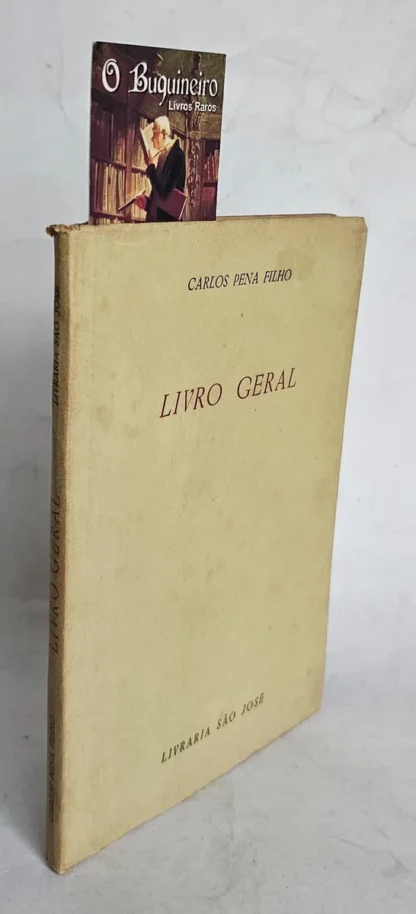 O Buquineiro
Livros Raros
CARLOS PENA FILHO
LIVRO GERAL
LIVRARIA SÃO JOSÉ
LIVRARIA SÃO JOSÉ
LIVRO GERAL
CARLOS PENA FILHO